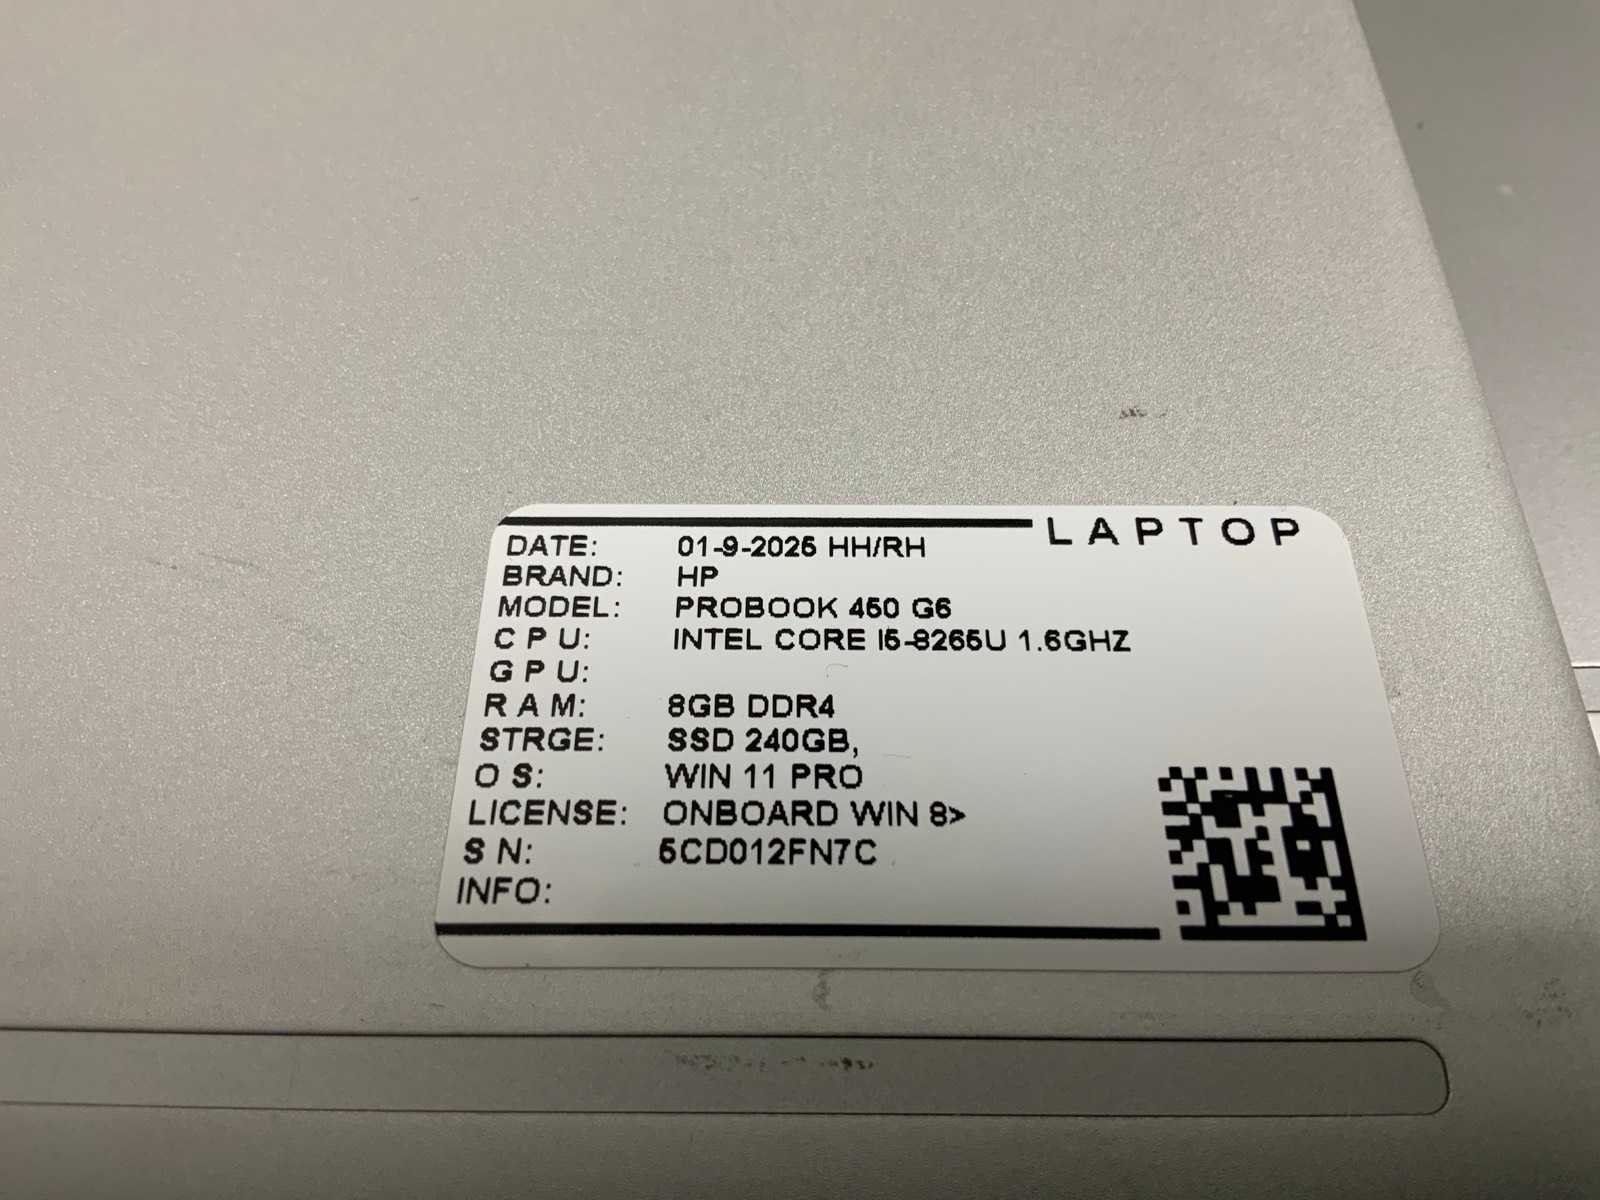 LAPTOP
DATE: 01-9-2025 HH/RH
BRAND: HP
MODEL: PROBOOK 450 G6
C P U: INTEL CORE I5-8265U 1.6GHZ
G P U:
R A M: 8GB DDR4
STRGE: SSD 240GB,
O S: WIN 11 PRO
LICENSE: ONBOARD WIN 8>
S N: 5CD012FN7C
INFO: